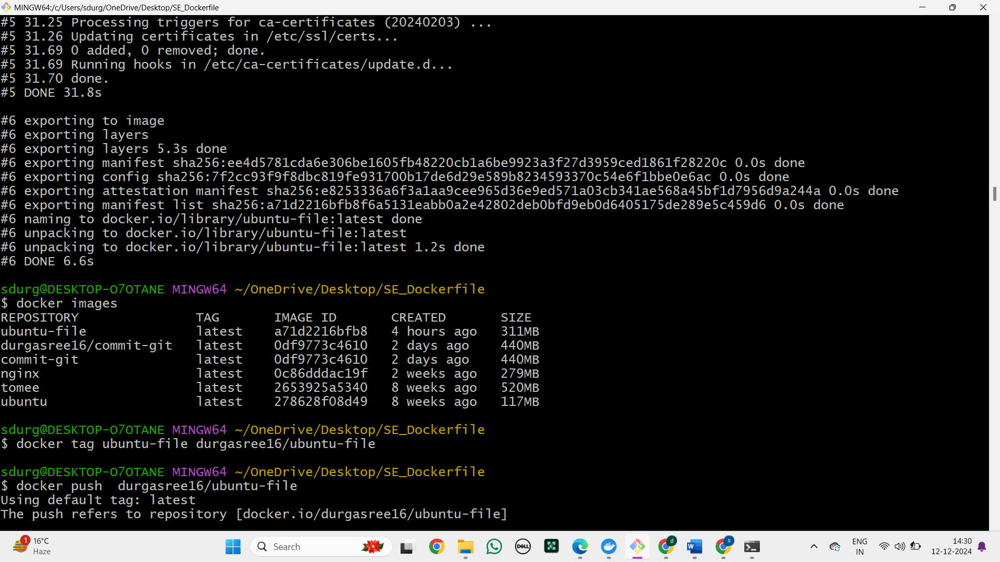 MINGW64:/c/Users/sdurg/OneDrive/Desktop/SE_Dockerfile
#5 31.25 Processing triggers for ca-certificates (20240203) ...
#5 31.26 Updating certificates in /etc/ssl/certs...
#5 31.69 0 added, 0 removed; done.
#5 31.69 Running hooks in /etc/ca-certificates/update.d...
#5 31.70 done.
#5 DONE 31.8s
#6 exporting to image
#6 exporting layers
#6 exporting layers 5.3s done
#6 exporting manifest sha256:ee4d5781cda6e306be1605fb48220cb1a6be9923a3f27d3959ced1861f28220c 0.0s done
#6 exporting config sha256:7f2cc93f9f8dbc819fe931700b17de6d29e589b8234593370c54e6f1bbe0e6ac 0.0s done
#6 exporting attestation manifest sha256:e8253336a6f3a1aa9cee965d36e9ed571a03cb341ae568a45bf1d7956d9a244a 0.0s done
#6 exporting manifest list sha256:a71d2216bfb8f6a5131eabb0a2e42802deb0bfd9eb0d6405175de289e5c459d6 0.0s done
#6 naming to docker.io/library/ubuntu-file:latest done
#6 unpacking to docker.io/library/ubuntu-file:latest
#6 unpacking to docker.io/library/ubuntu-file:latest 1.2s done
#6 DONE 6.6s
sdurg@DESKTOP-O7OTANE MINGW64 ~/OneDrive/Desktop/SE_Dockerfile
$ docker images
REPOSITORY TAG IMAGE ID CREATED SIZE
ubuntu-file latest a71d2216bfb8 4 hours ago 311MB
durgasree16/commit-git latest 0df9773c4610 2 days ago 440MB
commit-git latest 0df9773c4610 2 days ago 440MB
nginx latest 0c86dddac19f 2 weeks ago 279MB
tomee latest 2653925a5340 8 weeks ago 520MB
ubuntu latest 278628f08d49 8 weeks ago 117MB
sdurg@DESKTOP-O7OTANE MINGW64 ~/OneDrive/Desktop/SE_Dockerfile
$ docker tag ubuntu-file durgasree16/ubuntu-file
sdurg@DESKTOP-O7OTANE MINGW64 ~/OneDrive/Desktop/SE_Dockerfile
$ docker push  durgasree16/ubuntu-file
Using default tag: latest
The push refers to repository [docker.io/durgasree16/ubuntu-file]
1
16°C
Haze
Search
DELL
d
W
s
ENG
IN
14:30
12-12-2024